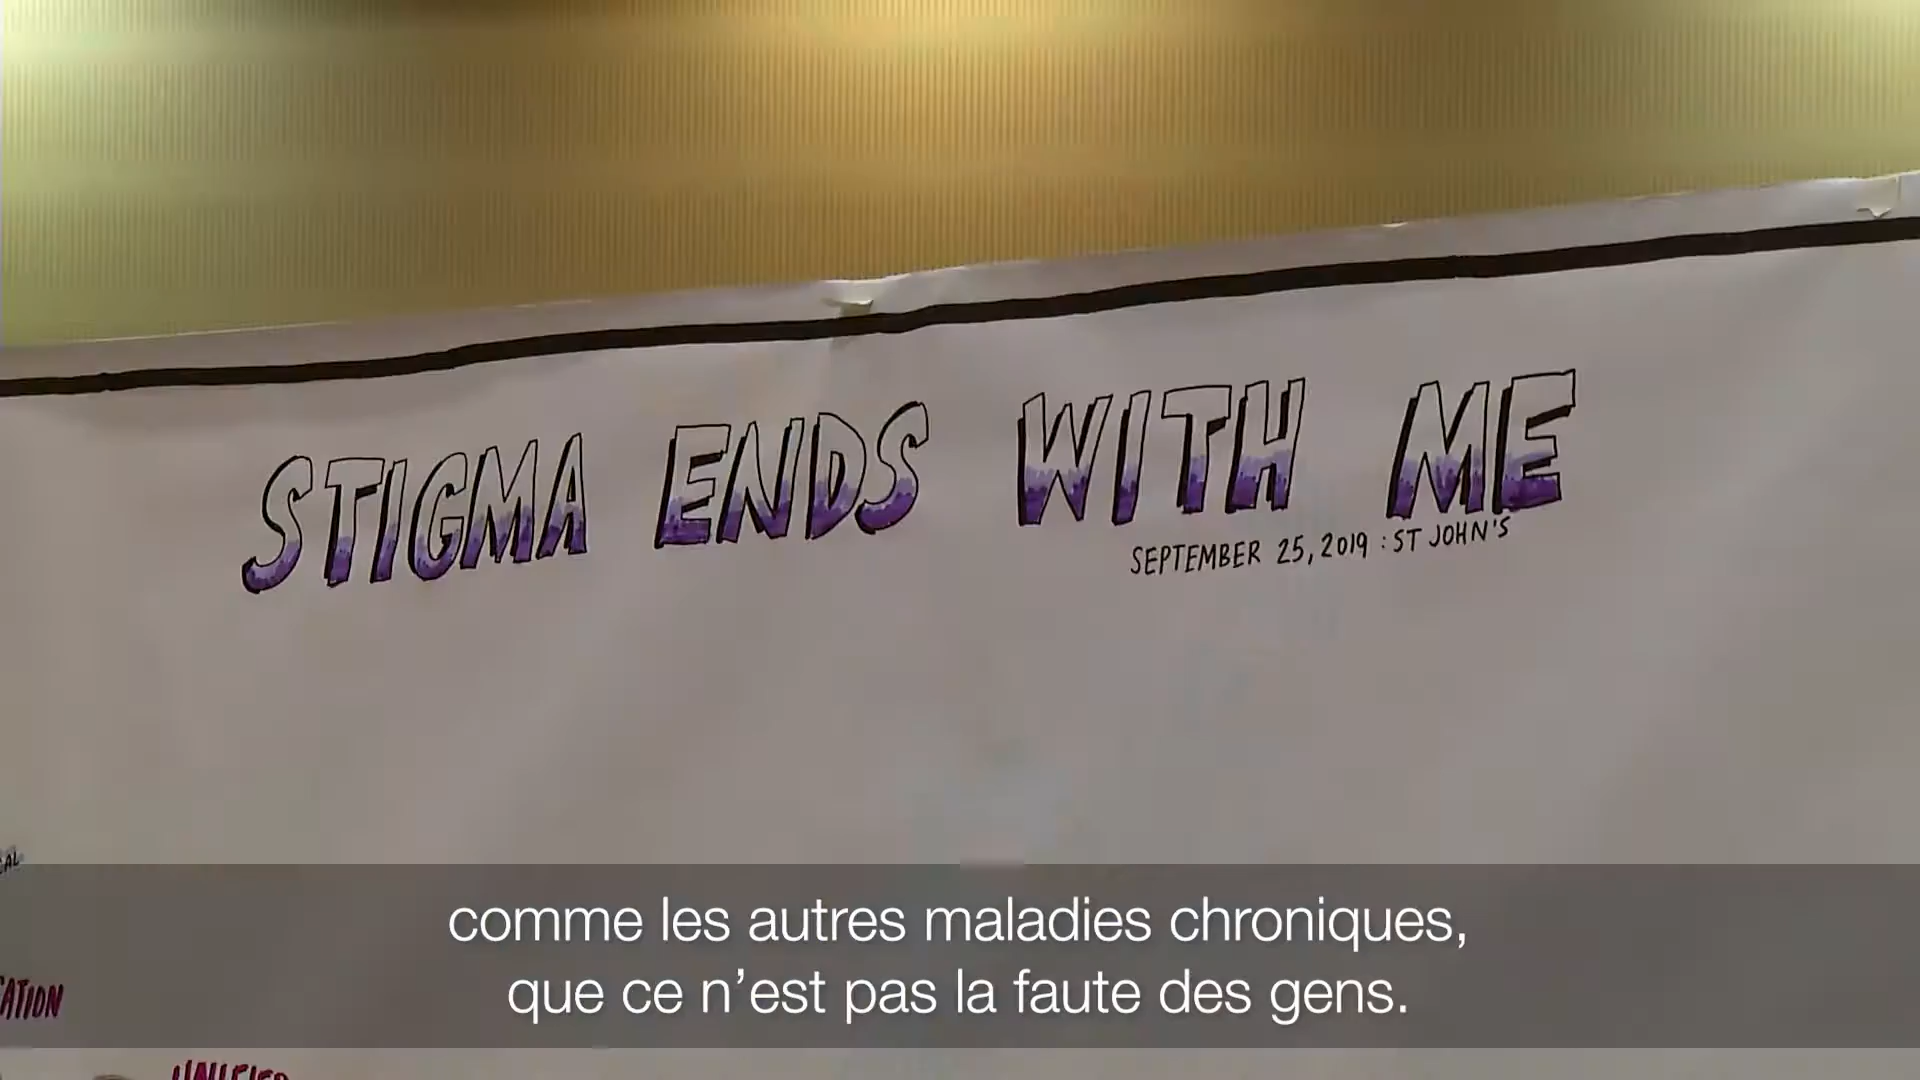 STIGMA ENDS WITH ME
SEPTEMBER 25, 2019 : ST JOHN'S
comme les autres maladies chroniques,
que ce n'est pas la faute des gens.